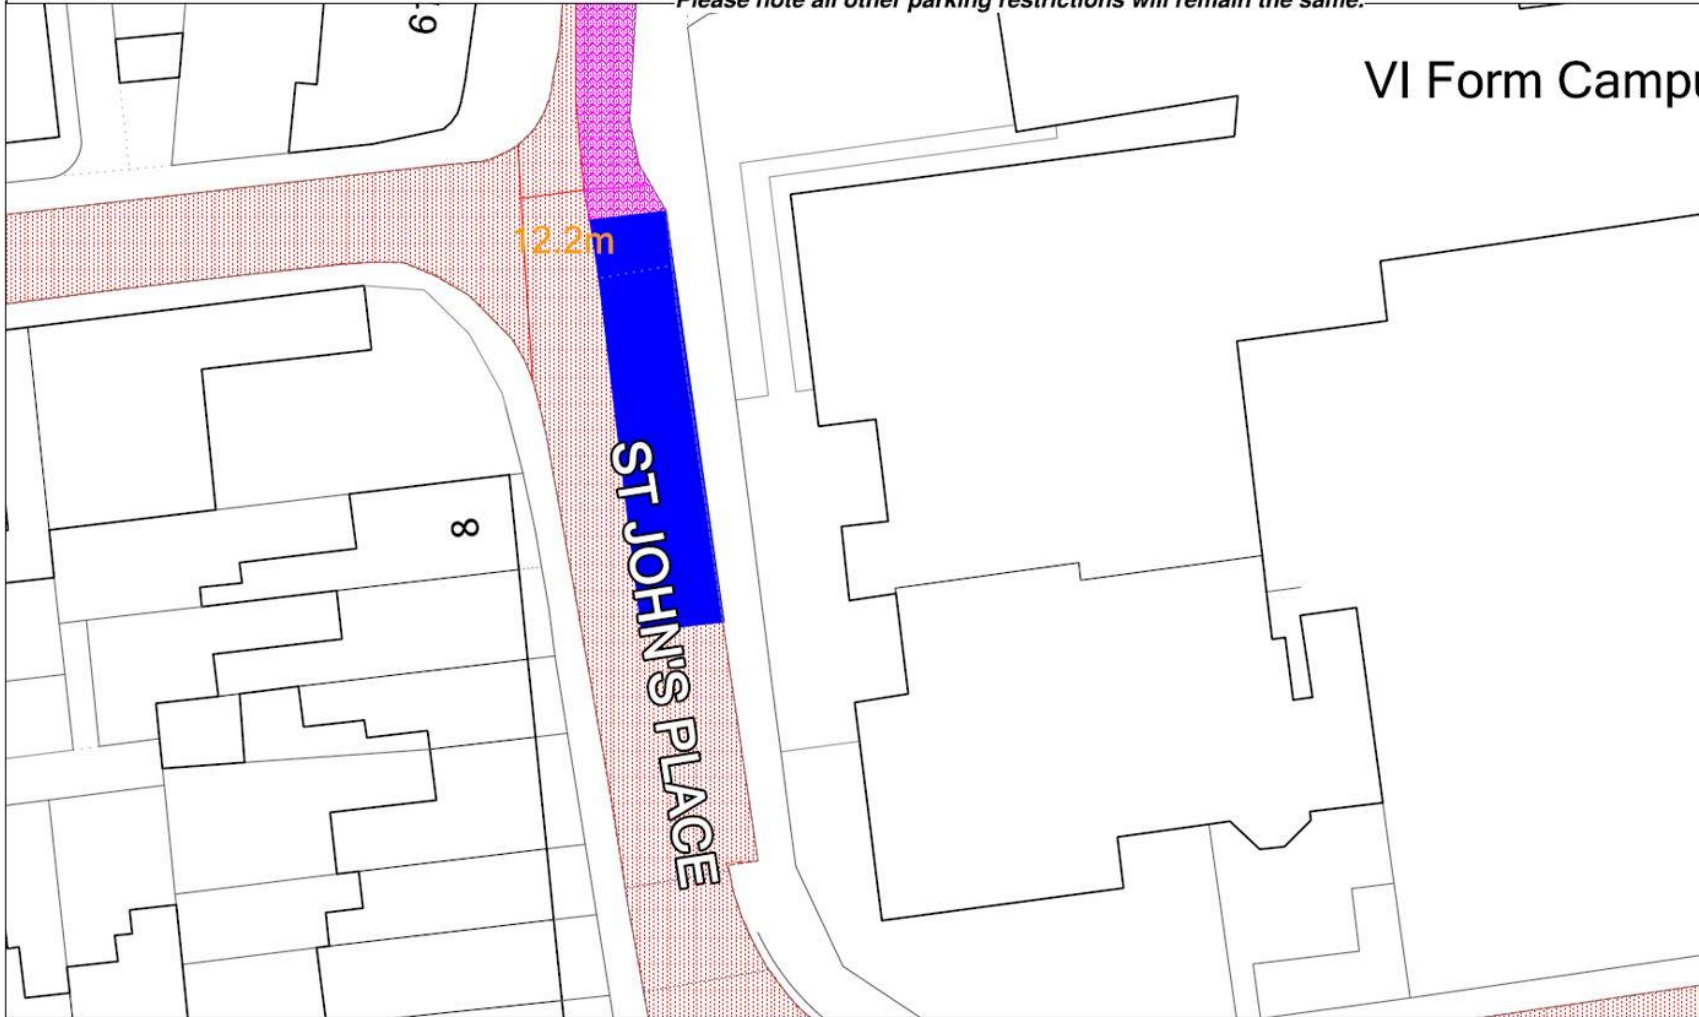 Please note all other parking restrictions will remain the same.
VI Form Campu
12.2m
ST JOHN'S PLACE
8